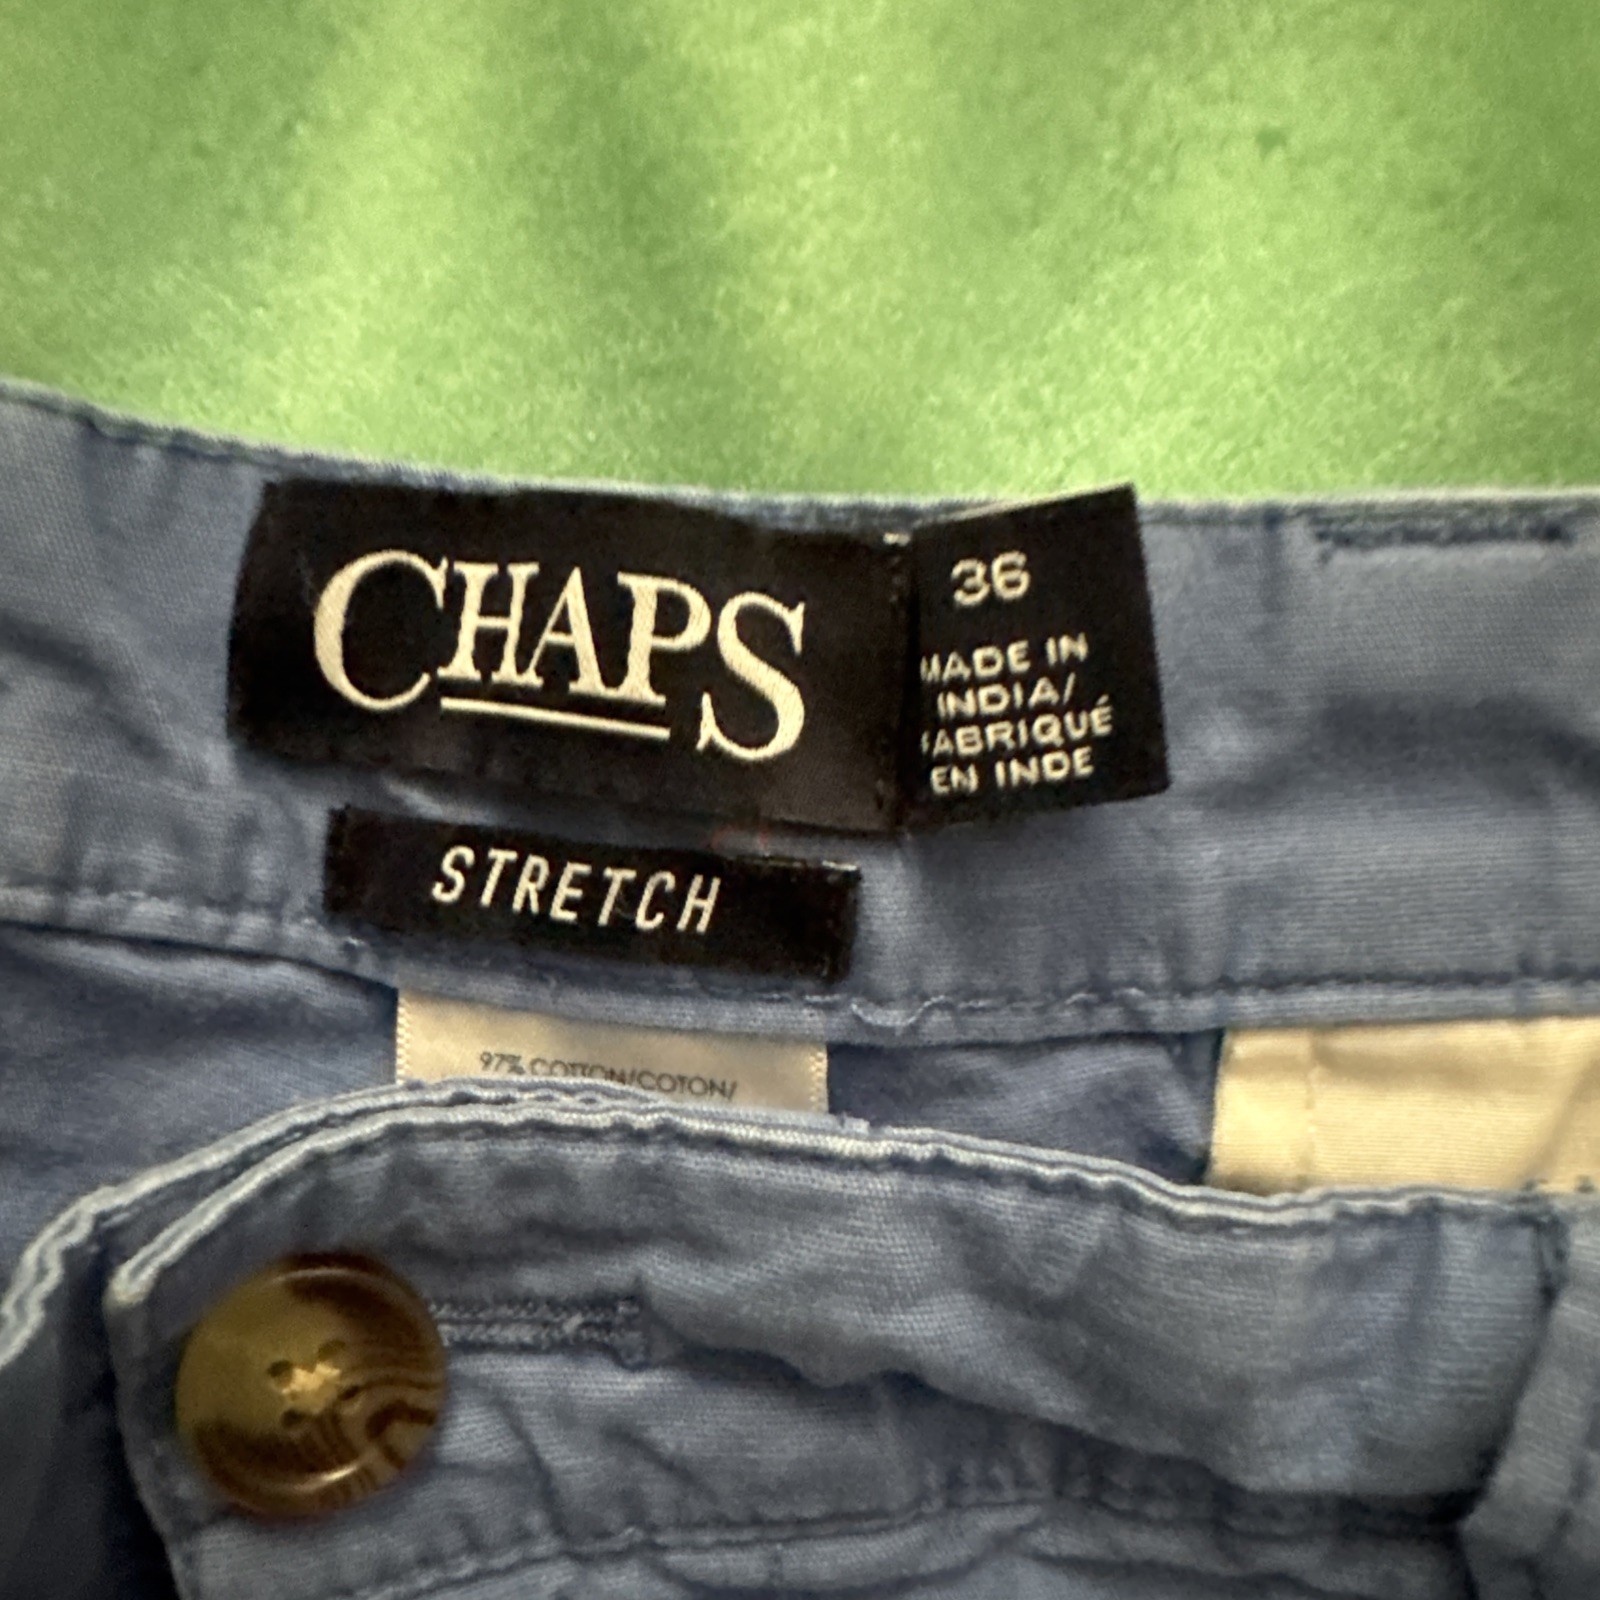 CHAPS
36
MADE IN
INDIA/
FABRIQUÉ
EN INDE
STRETCH
97% COTTON/COTON/